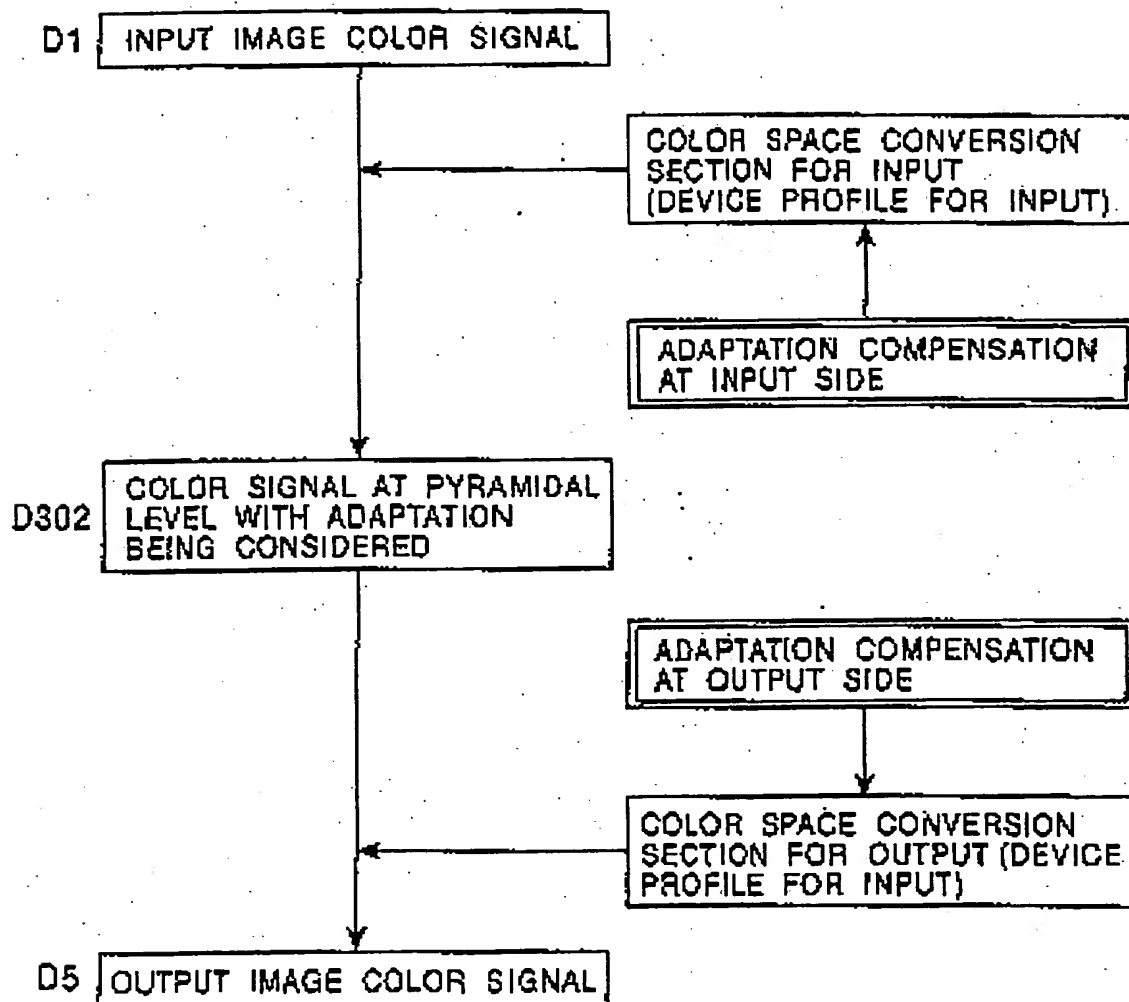 D1 INPUT IMAGE COLOR SIGNAL
COLOR SPACE CONVERSION
SECTION FOR INPUT
(DEVICE PROFILE FOR INPUT)
ADAPTATION COMPENSATION
AT INPUT SIDE
COLOR SIGNAL AT PYRAMIDAL
D302 LEVEL WITH ADAPTATION
BEING CONSIDERED
ADAPTATION COMPENSATION
AT OUTPUT SIDE
COLOR SPACE CONVERSION
SECTION FOR OUTPUT (DEVICE
PROFILE FOR INPUT)
D5 OUTPUT IMAGE COLOR SIGNAL